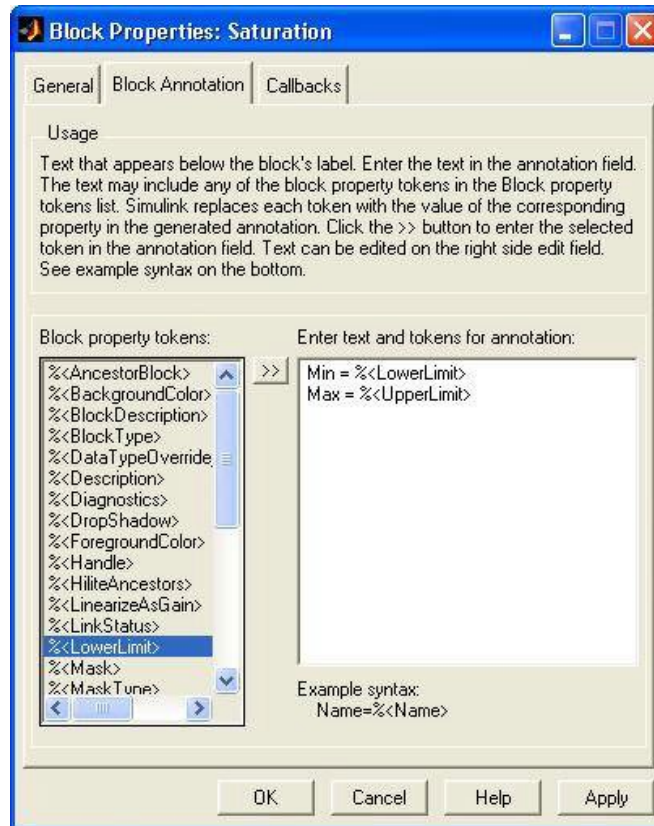 Block Properties: Saturation
General
Block Annotation
Callbacks
Usage
Text that appears below the block's label. Enter the text in the annotation field.
The text may include any of the block property tokens in the Block property
tokens list. Simulink replaces each token with the value of the corresponding
property in the generated annotation. Click the >> button to enter the selected
token in the annotation field. Text can be edited on the right side edit field.
See example syntax on the bottom.
Block property tokens:
%<AncestorBlock>
%<BackgroundColor>
%<BlockDescription>
%<BlockType>
%<DataTypeOverride_
%<Description>
%<Diagnostics>
%<DropShadow>
%<ForegroundColor>
%<Handle>
%<HiliteAncestors>
%<LinearizeAsGain>
%<LinkStatus>
%<LowerLimit>
%<Mask>
%<MaskType>
>>
Enter text and tokens for annotation:
Min = %<LowerLimit>
Max = %<UpperLimit>
Example syntax:
Name=%<Name>
OK
Cancel
Help
Apply